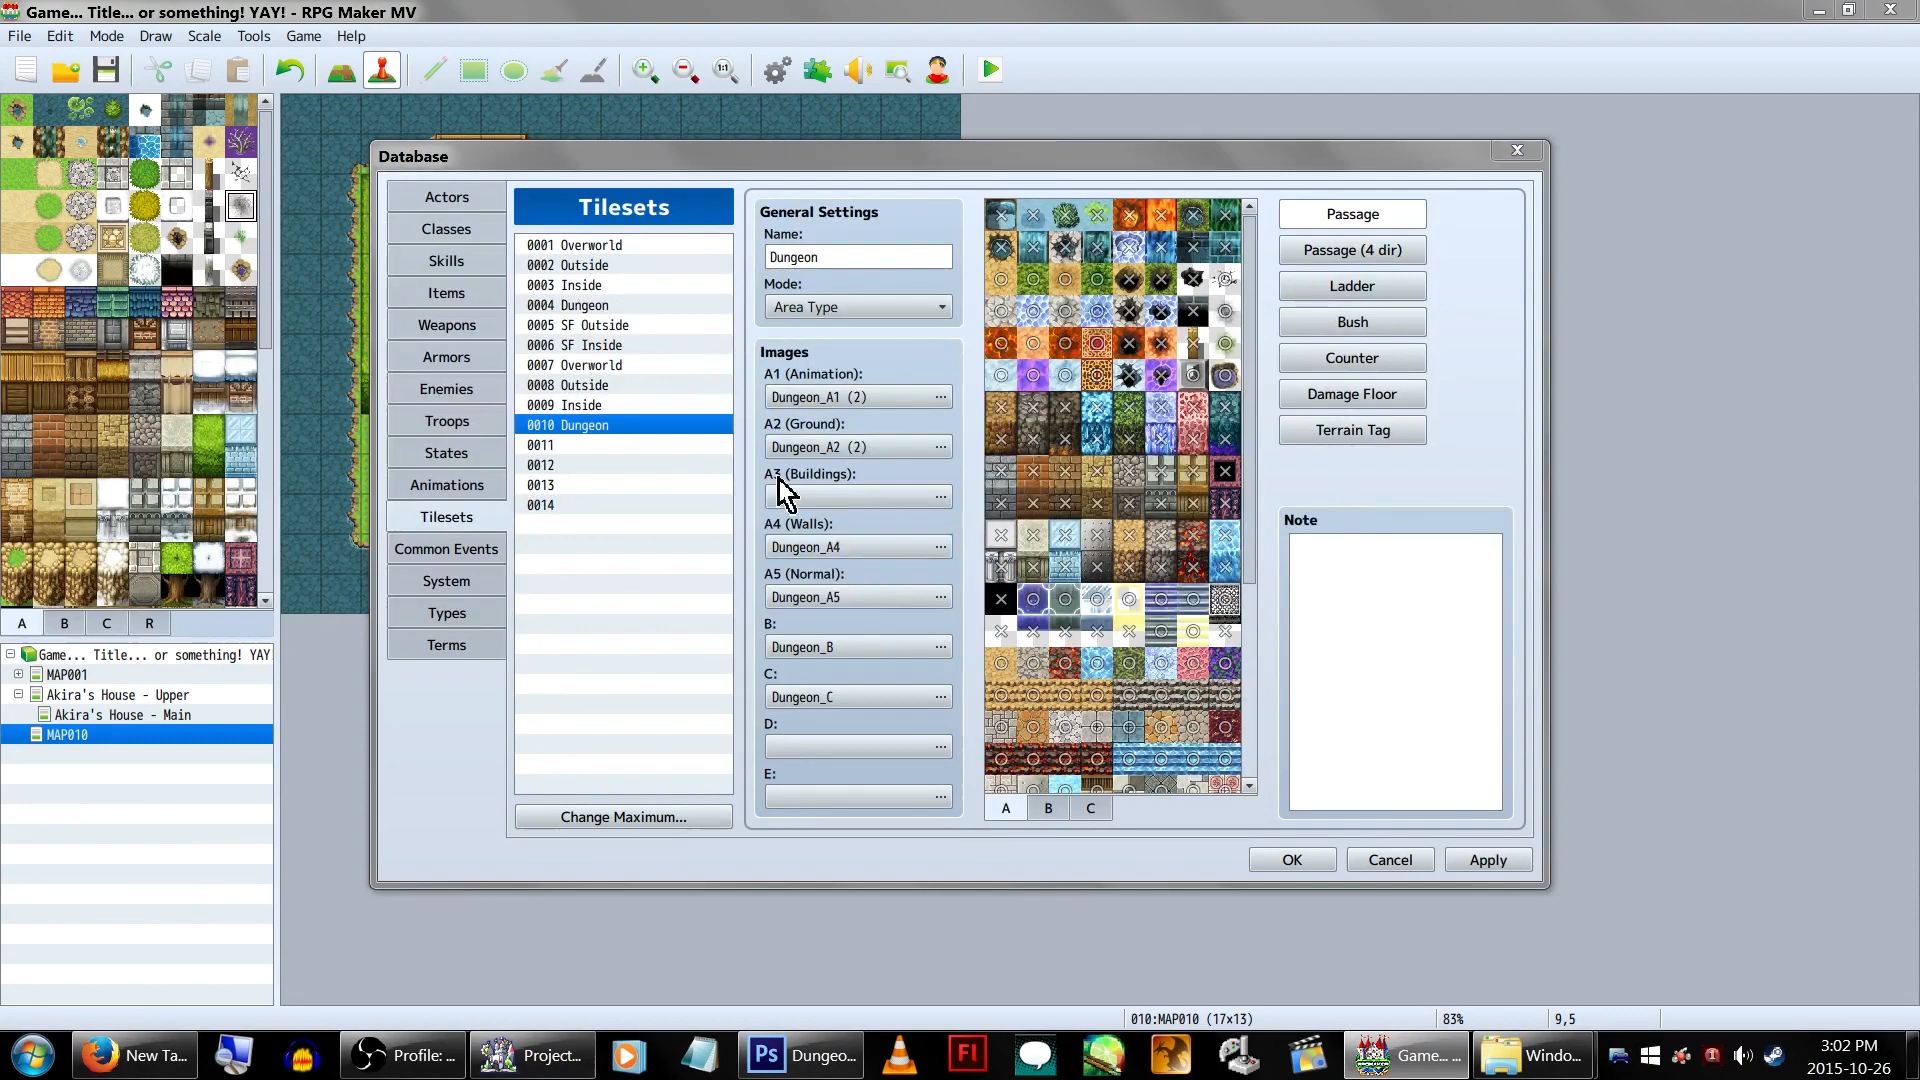 Game... Title... or something! YAY! - RPG Maker MV
File Edit Mode Draw Scale Tools Game Help
1:1
Database
Actors
Classes
Skills
Items
Weapons
Armors
Enemies
Troops
States
Animations
Tilesets
Common Events
System
Types
Terms
Tilesets
0001 Overworld
0002 Outside
0003 Inside
0004 Dungeon
0005 SF Outside
0006 SF Inside
0007 Overworld
0008 Outside
0009 Inside
0010 Dungeon
0011
0012
0013
0014
Change Maximum...
General Settings
Name:
Dungeon
Mode:
Area Type
Images
A1 (Animation):
Dungeon_A1 (2) ...
A2 (Ground):
Dungeon_A2 (2) ...
A3 (Buildings):
...
A4 (Walls):
Dungeon_A4 ...
A5 (Normal):
Dungeon_A5 ...
B:
Dungeon_B ...
C:
Dungeon_C ...
D:
...
E:
...
A B C
Passage
Passage (4 dir)
Ladder
Bush
Counter
Damage Floor
Terrain Tag
Note
OK Cancel Apply
A B C R
Game... Title... or something! YAY
MAP001
Akira's House - Upper
Akira's House - Main
MAP010
010:MAP010 (17x13) 83% 9,5
New Ta... Profile: ... Project... Ps Dungeo... Fl Game... ... Windo...
3:02 PM
2015-10-26